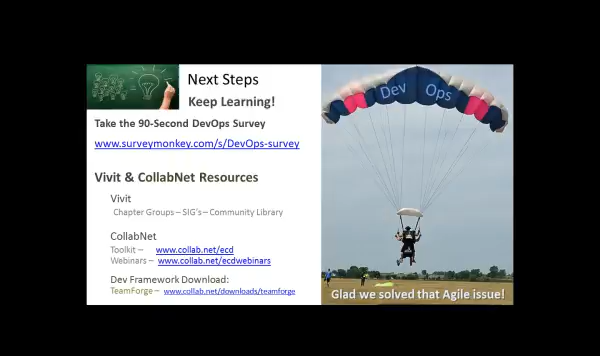 Next Steps
Keep Learning!
Take the 90-Second DevOps Survey
www.surveymonkey.com/s/DevOps-survey
Vivit & CollabNet Resources
Vivit
Chapter Groups – SIG's – Community Library
CollabNet
Toolkit – www.collab.net/ecd
Webinars – www.collab.net/ecdwebinars
Dev Framework Download:
TeamForge – www.collab.net/downloads/teamforge
Dev Ops
Glad we solved that Agile issue!